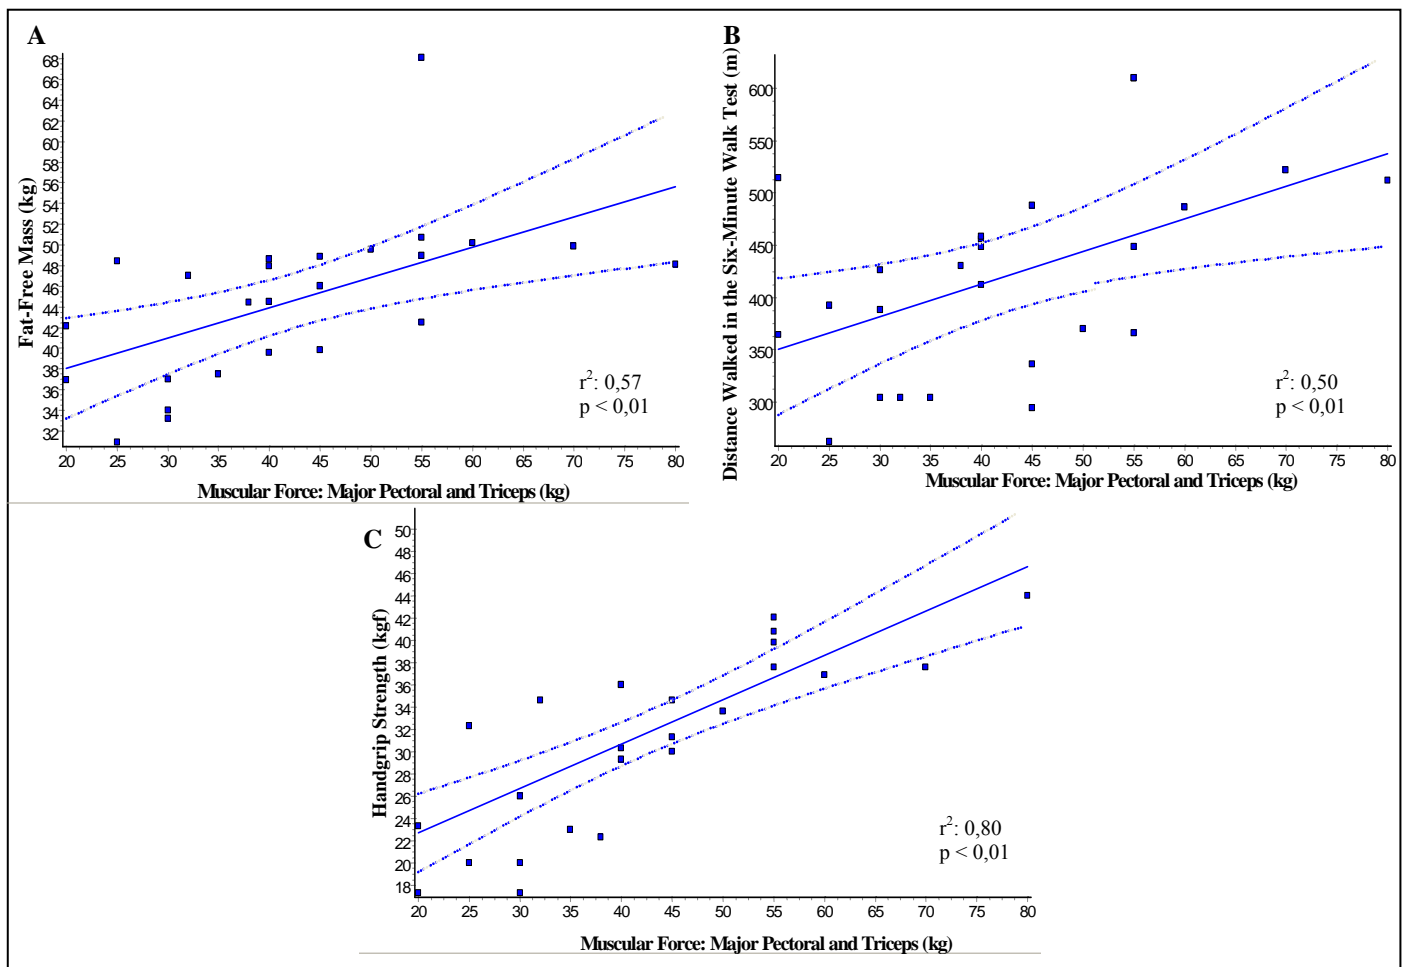 A
Fat-Free Mass (kg)
68
66
64
62
60
58
56
54
52
50
48
46
44
42
40
38
36
34
32
20 25 30 35 40 45 50 55 60 65 70 75 80
r²: 0,57
p < 0,01
Muscular Force: Major Pectoral and Triceps (kg)
B
Distance Walked in the Six-Minute Walk Test (m)
600
550
500
450
400
350
300
20 25 30 35 40 45 50 55 60 65 70 75 80
r²: 0,50
p < 0,01
Muscular Force: Major Pectoral and Triceps (kg)
C
Handgrip Strength (kgf)
50
48
46
44
42
40
38
36
34
32
30
28
26
24
22
20
18
20 25 30 35 40 45 50 55 60 65 70 75 80
r²: 0,80
p < 0,01
Muscular Force: Major Pectoral and Triceps (kg)